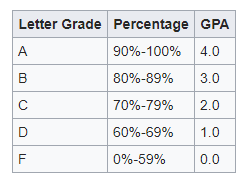 Letter Grade Percentage GPA
A 90%-100% 4.0
B 80%-89% 3.0
C 70%-79% 2.0
D 60%-69% 1.0
F 0%-59% 0.0